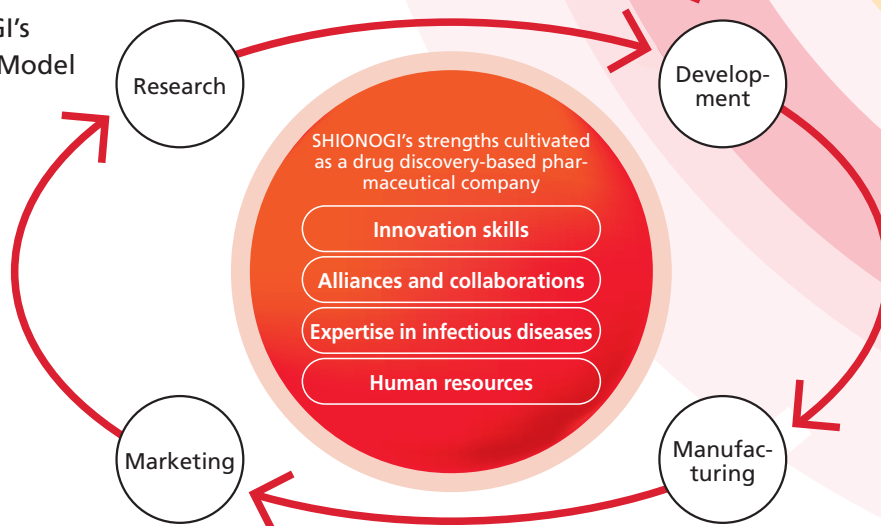 GI's
Model
Research
Develop-
ment
SHIONOGI's strengths cultivated
as a drug discovery-based phar-
maceutical company
Innovation skills
Alliances and collaborations
Expertise in infectious diseases
Human resources
Marketing
Manufac-
turing